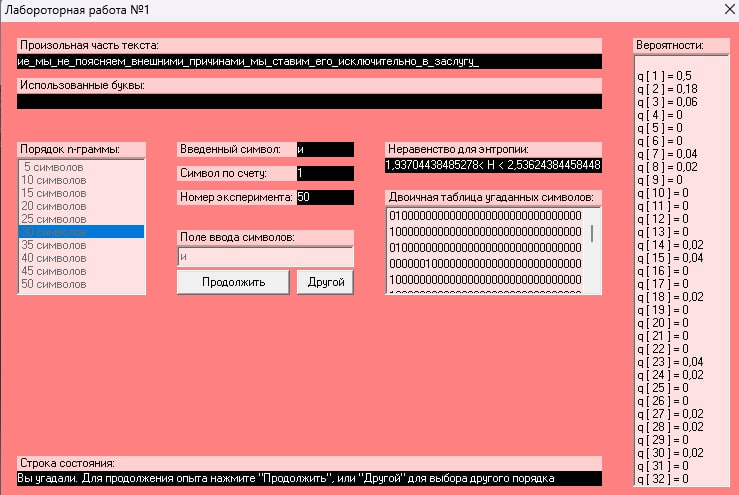 Лабороторная работа №1
Произольная часть текста:
ие_мы_не_поясняем_внешними_причинами_мы_ставим_его_исключительно_в_заслугу_
Использованные буквы:
Порядок n-граммы:
5 символов
10 символов
15 символов
20 символов
25 символов
30 символов
35 символов
40 символов
45 символов
50 символов
Введенный символ: и
Символ по счету: 1
Номер эксперимента: 50
Поле ввода символов:
и
Продолжить Другой
Неравенство для энтропии:
1,93704438485278< H < 2,53624384458448
Двоичная таблица угаданных символов:
01000000000000000000000000000000
10000000000000000000000000000000
01000000000000000000000000000000
00000010000000000000000000000000
10000000000000000000000000000000
Вероятности:
q [ 1 ] = 0,5
q [ 2 ] = 0,18
q [ 3 ] = 0,06
q [ 4 ] = 0
q [ 5 ] = 0
q [ 6 ] = 0
q [ 7 ] = 0,04
q [ 8 ] = 0,02
q [ 9 ] = 0
q [ 10 ] = 0
q [ 11 ] = 0
q [ 12 ] = 0
q [ 13 ] = 0
q [ 14 ] = 0,02
q [ 15 ] = 0,04
q [ 16 ] = 0
q [ 17 ] = 0
q [ 18 ] = 0,02
q [ 19 ] = 0
q [ 20 ] = 0
q [ 21 ] = 0
q [ 22 ] = 0
q [ 23 ] = 0,04
q [ 24 ] = 0,02
q [ 25 ] = 0
q [ 26 ] = 0
q [ 27 ] = 0,02
q [ 28 ] = 0,02
q [ 29 ] = 0
q [ 30 ] = 0,02
q [ 31 ] = 0
q [ 32 ] = 0
Строка состояния:
Вы угадали. Для продолжения опыта нажмите "Продолжить", или "Другой" для выбора другого порядка